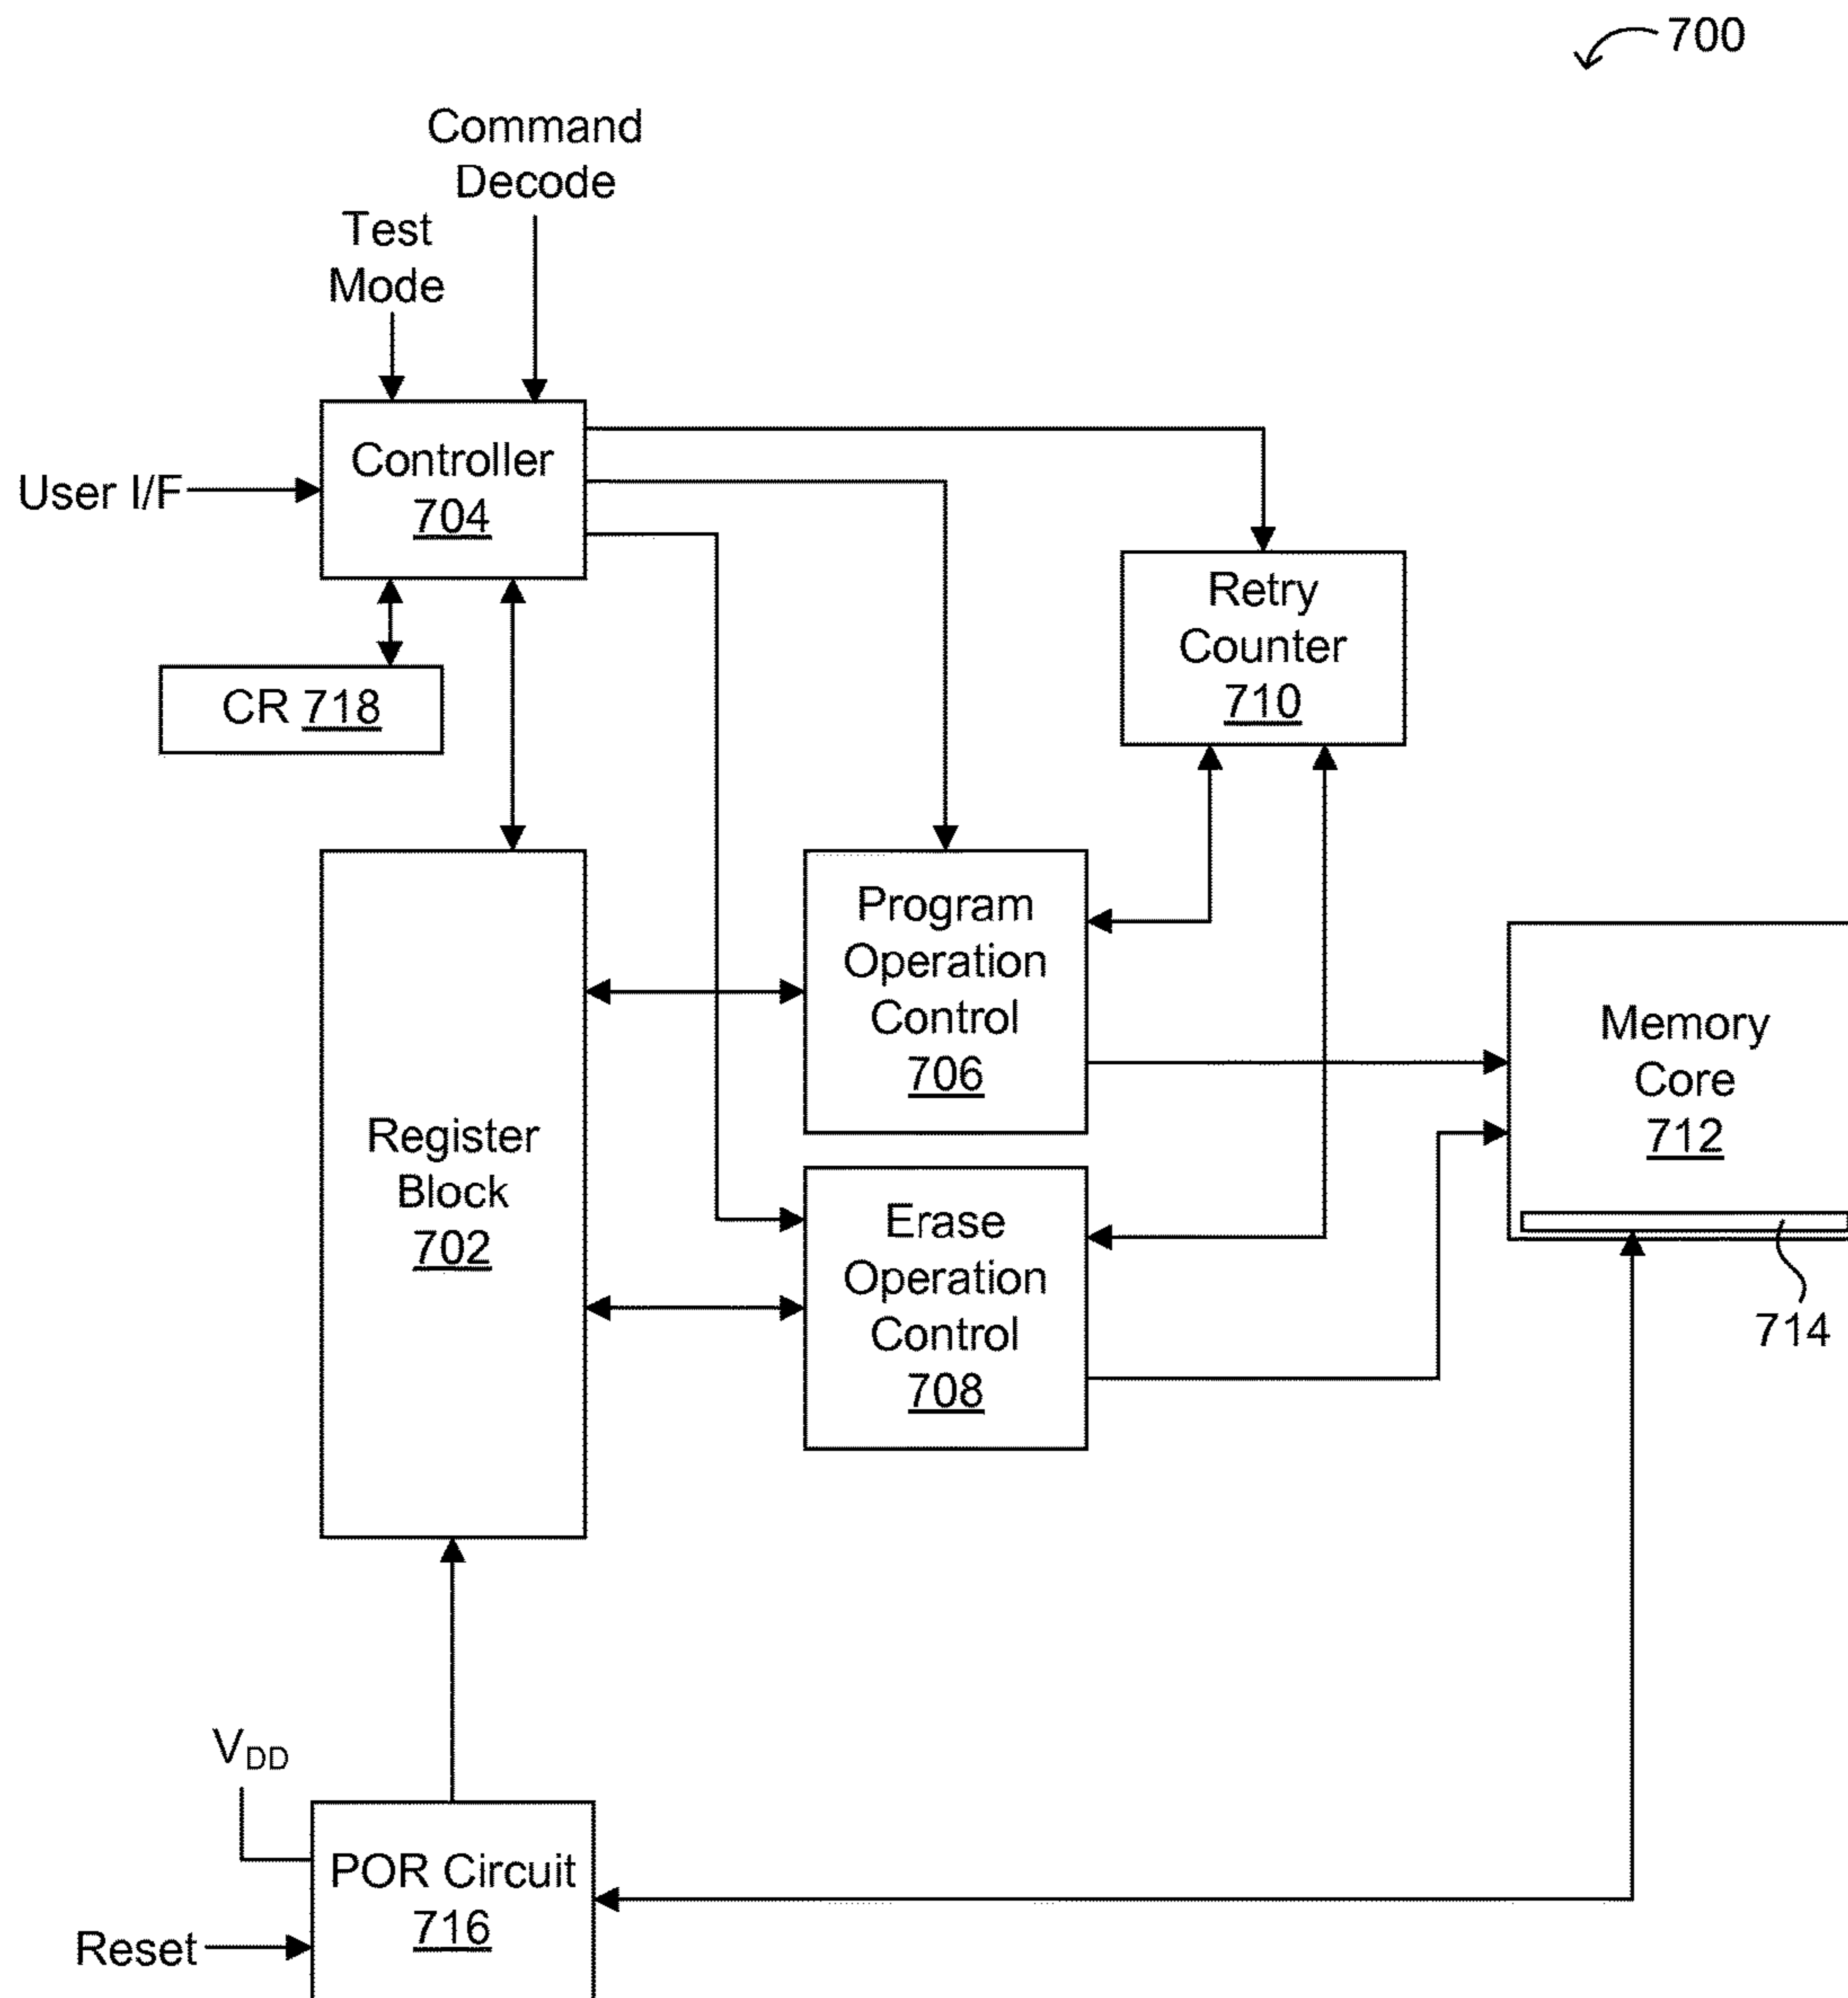 700
Command
Decode
Test
Mode
Controller
704
User I/F
Retry
Counter
710
CR 718
Program
Operation
Control
706
Memory
Core
712
Register
Block
702
Erase
Operation
Control
708
714
VDD
POR Circuit
716
Reset